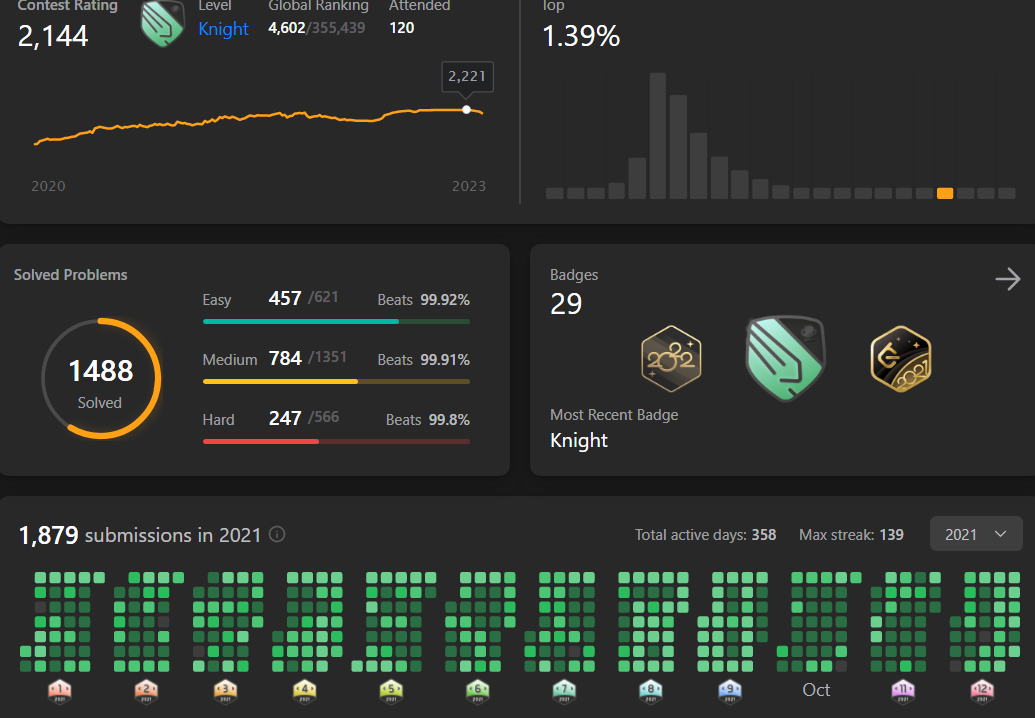 Contest Rating
2,144
Level
Knight
Global Ranking
4,602/355,439
Attended
120
2,221
2020
2023
Top
1.39%
Solved Problems
1488
Solved
Easy 457 /621 Beats 99.92%
Medium 784 /1351 Beats 99.91%
Hard 247 /566 Beats 99.8%
Badges
29
2022
2021
Most Recent Badge
Knight
1,879 submissions in 2021
Total active days: 358 Max streak: 139 2021
1 2 3 4 5 6 7 8 9 Oct 11 12
2021 2021 2021 2021 2021 2021 2021 2021 2021 2021 2021